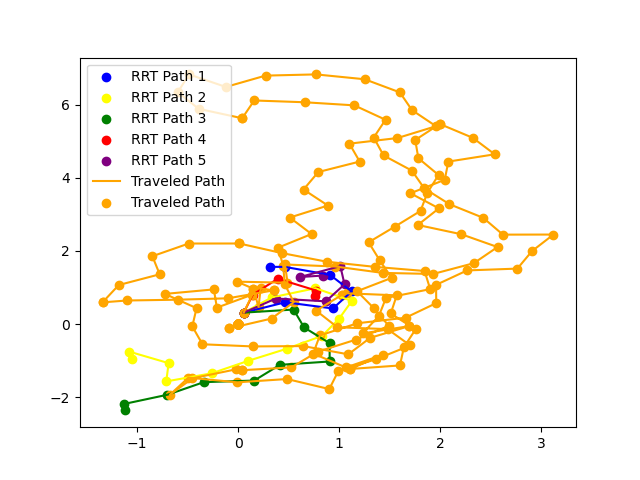 RRT Path 1
RRT Path 2
RRT Path 3
RRT Path 4
RRT Path 5
Traveled Path
Traveled Path
6
4
2
0
−2
−1 0 1 2 3